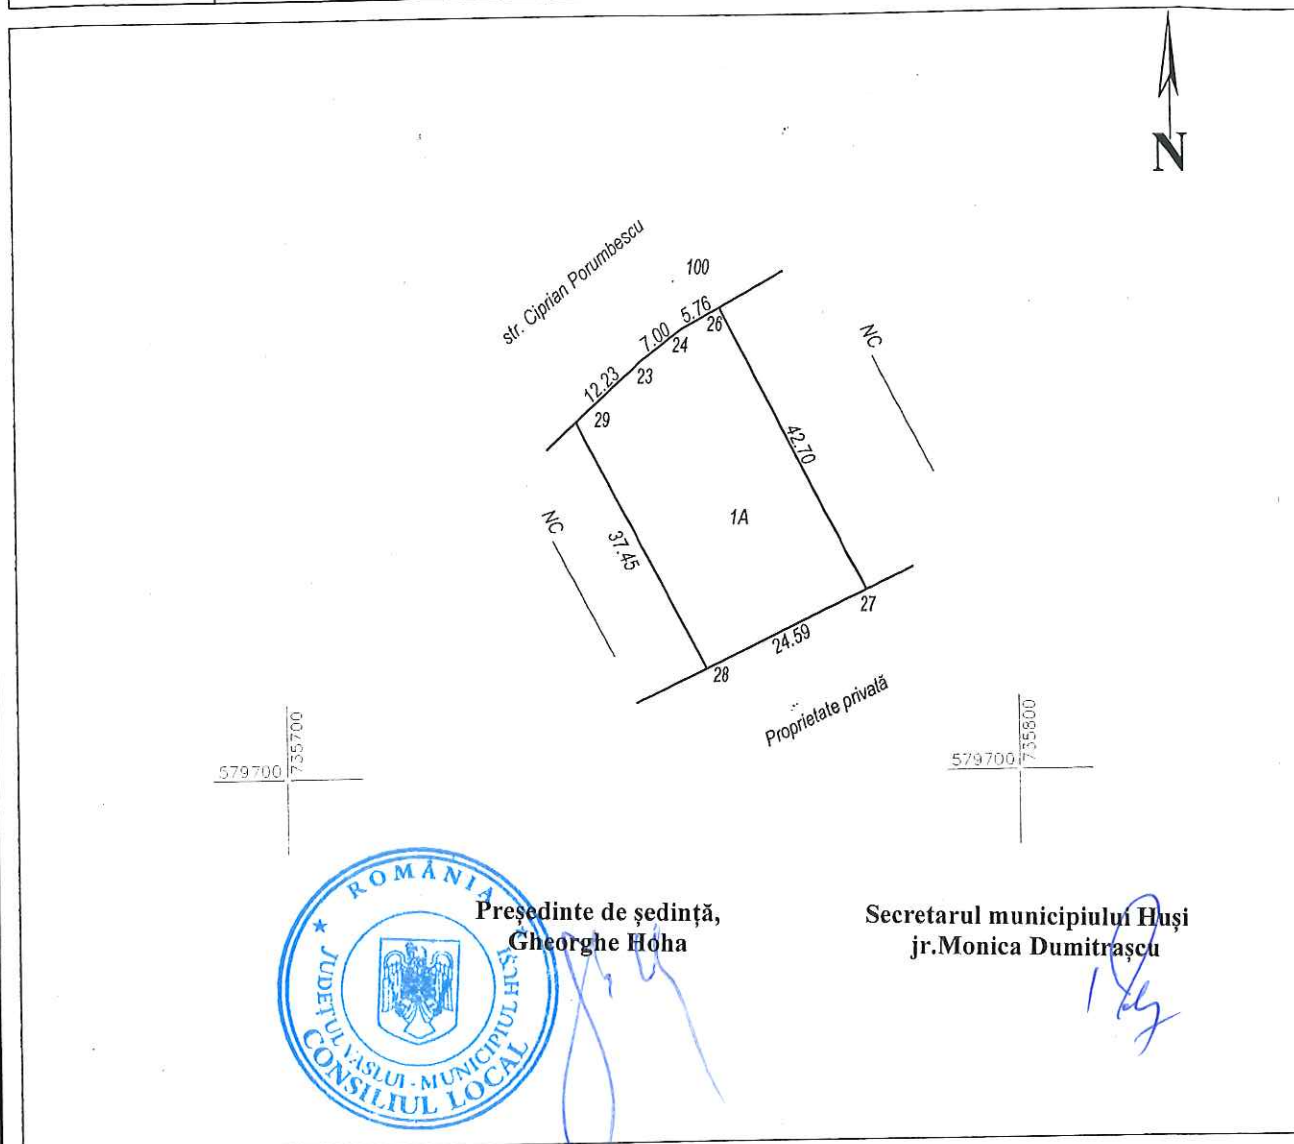 N
str. Ciprian Porumbescu
100
5.76
26
7.00
24
12.23
23
29
NC
42.70
1A
NC
37.45
27
24.59
28
Proprietate privală
735700
579700
735800
579700
ROMÂNIA
JUDEȚUL VASLUI - MUNICIPIUL HUȘI
CONSILIUL LOCAL
Președinte de ședință,
Gheorghe Hoha
Secretarul municipiului Huși
jr.Monica Dumitrașcu